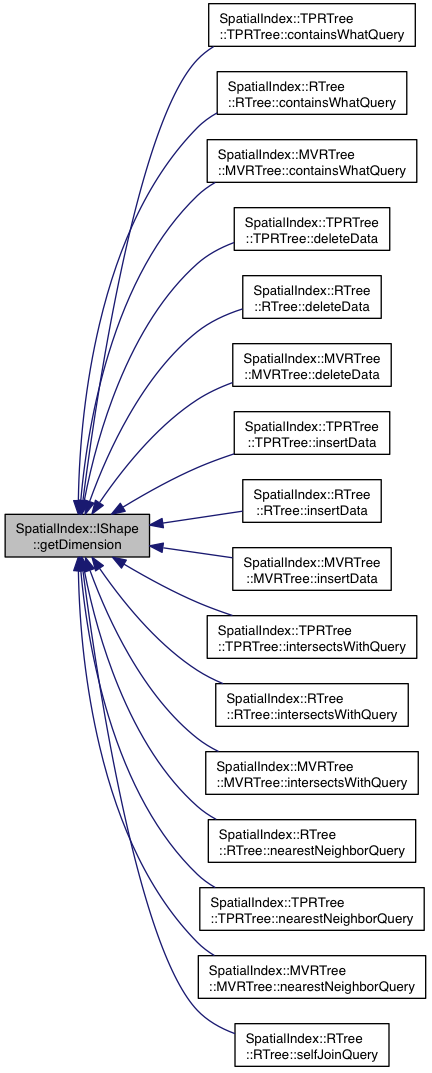 SpatialIndex::TPRTree
::TPRTree::containsWhatQuery
SpatialIndex::RTree
::RTree::containsWhatQuery
SpatialIndex::MVRTree
::MVRTree::containsWhatQuery
SpatialIndex::TPRTree
::TPRTree::deleteData
SpatialIndex::RTree
::RTree::deleteData
SpatialIndex::MVRTree
::MVRTree::deleteData
SpatialIndex::TPRTree
::TPRTree::insertData
SpatialIndex::RTree
::RTree::insertData
SpatialIndex::IShape
::getDimension
SpatialIndex::MVRTree
::MVRTree::insertData
SpatialIndex::TPRTree
::TPRTree::intersectsWithQuery
SpatialIndex::RTree
::RTree::intersectsWithQuery
SpatialIndex::MVRTree
::MVRTree::intersectsWithQuery
SpatialIndex::RTree
::RTree::nearestNeighborQuery
SpatialIndex::TPRTree
::TPRTree::nearestNeighborQuery
SpatialIndex::MVRTree
::MVRTree::nearestNeighborQuery
SpatialIndex::RTree
::RTree::selfJoinQuery